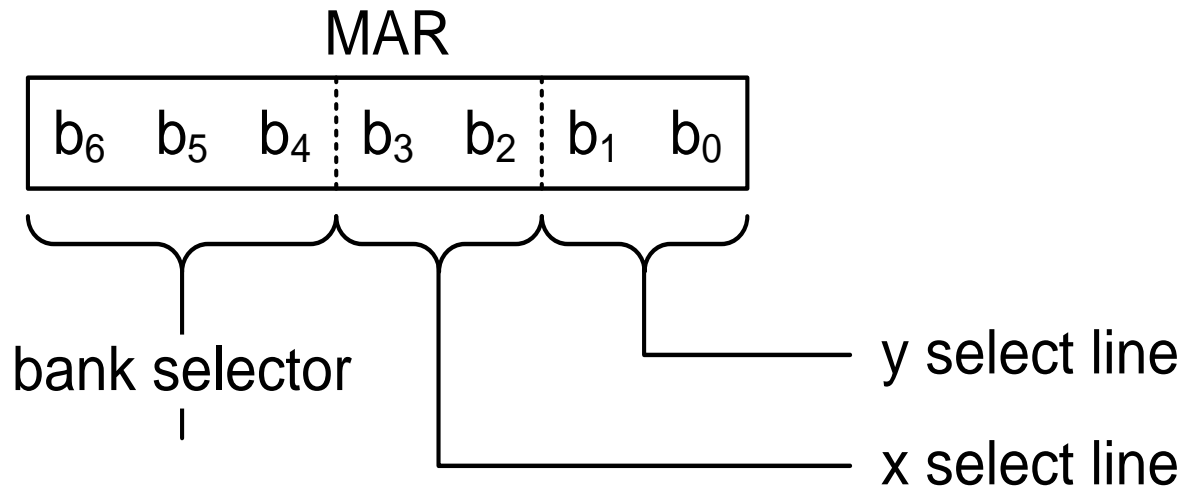 MAR
b₆ b₅ b₄ b₃ b₂ b₁ b₀
y select line
bank selector
x select line